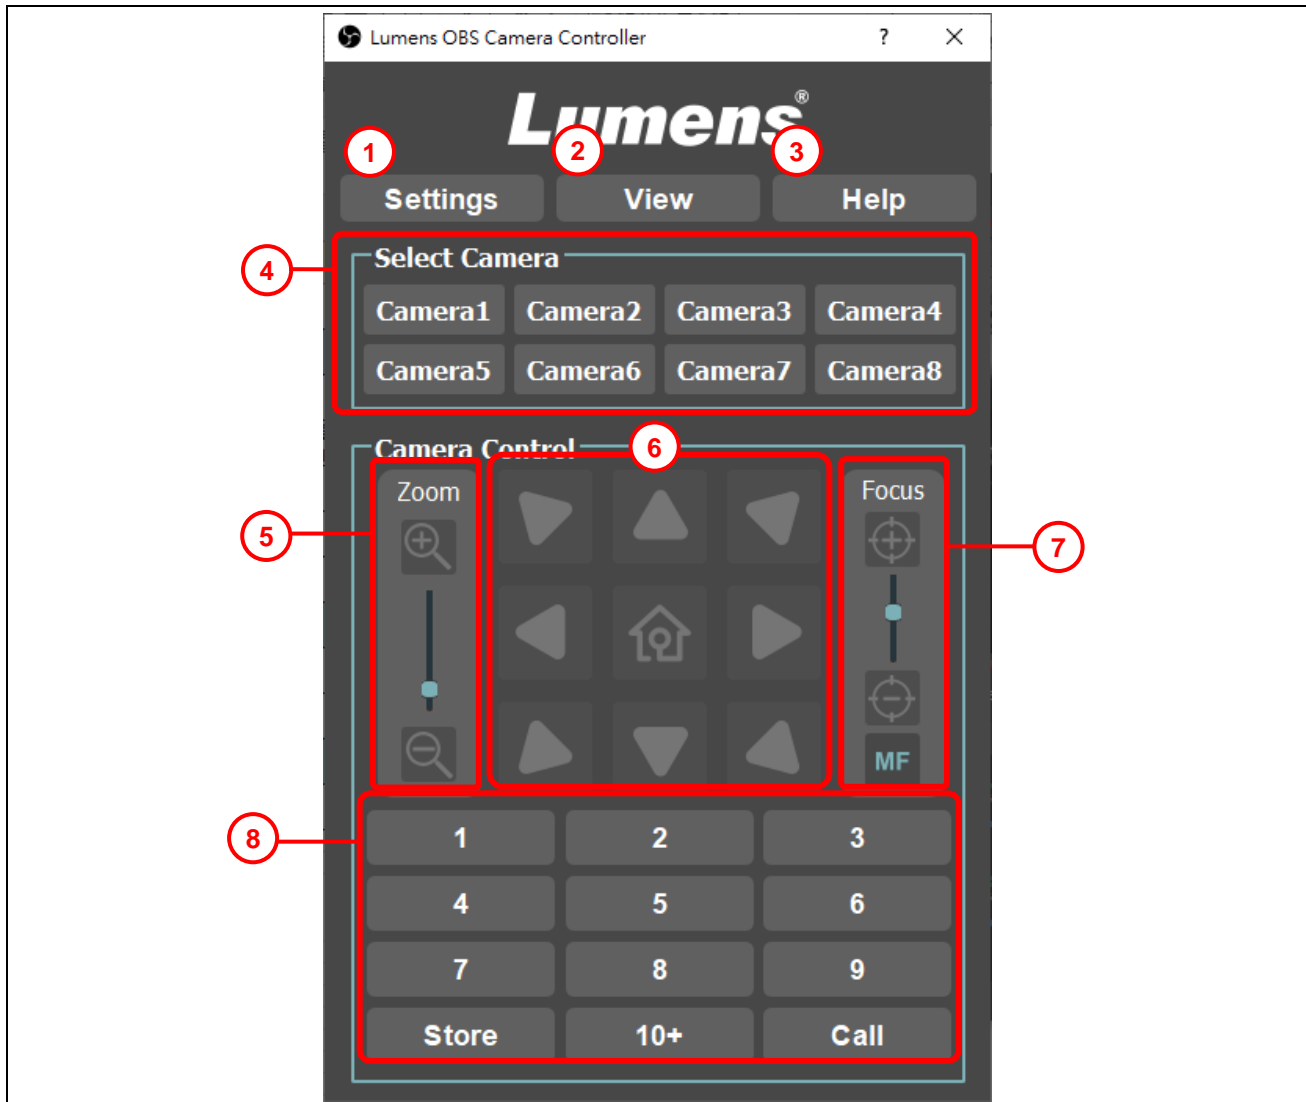 Lumens OBS Camera Controller ? ×
Lumens®
1 2 3
Settings View Help
4
Select Camera
Camera1 Camera2 Camera3 Camera4
Camera5 Camera6 Camera7 Camera8
Camera Control
6
Zoom Focus
5 7
MF
8
1 2 3
4 5 6
7 8 9
Store 10+ Call